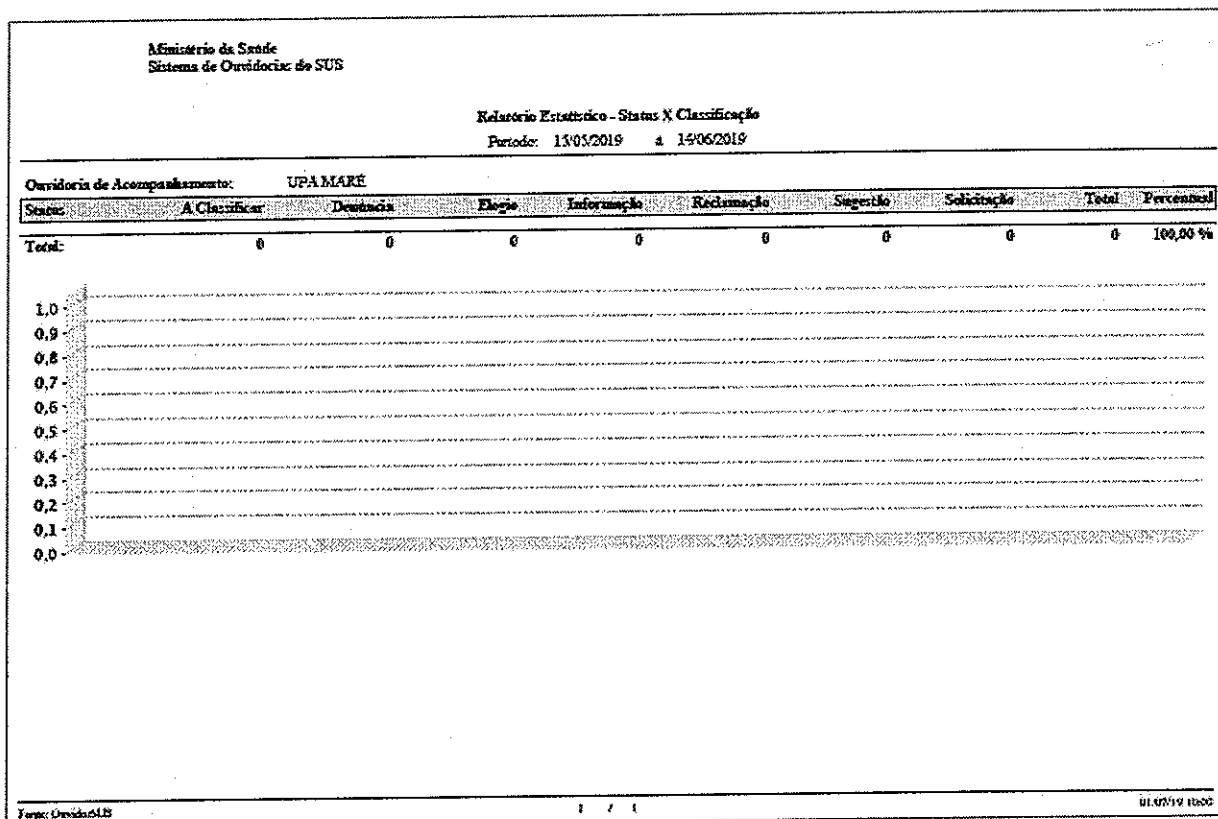 Ministério da Saúde
Sistema de Ouvidorias do SUS
Relatório Estatístico - Status X Classificação
Período: 15/05/2019 a 14/06/2019
Ouvidoria de Acompanhamento: UPA MARÉ
Status A Classificar Denúncia Elogio Informação Reclamação Sugestão Solicitação Total Percentual
Total: 0 0 0 0 0 0 0 0 100,00 %
1,0
0,9
0,8
0,7
0,6
0,5
0,4
0,3
0,2
0,1
0,0
Fonte: OuvidorSUS 1 / 1 01/07/19